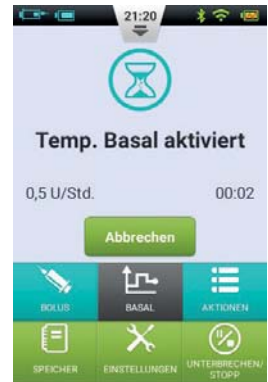 21:20
Temp. Basal aktiviert
0,5 U/Std. 00:02
Abbrechen
BOLUS BASAL AKTIONEN
SPEICHER EINSTELLUNGEN UNTERBRECHEN/
STOPP